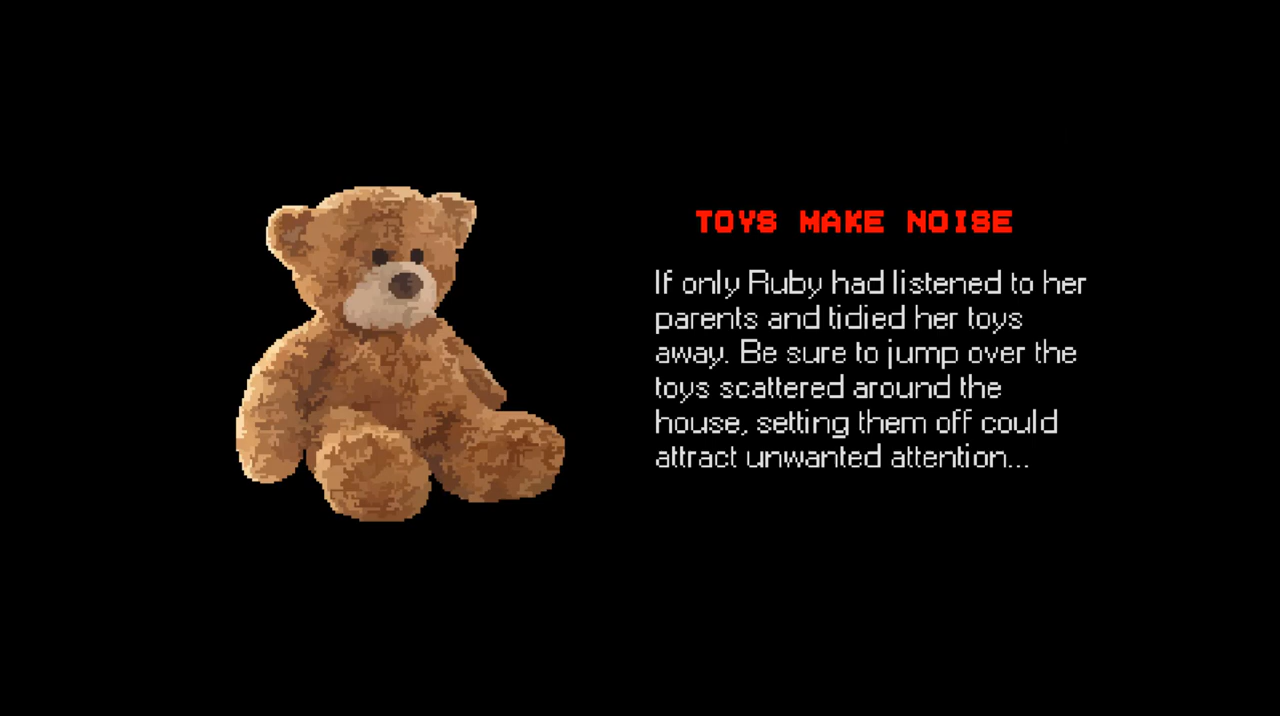 TOYS MAKE NOISE
If only Ruby had listened to her
parents and tidied her toys
away. Be sure to jump over the
toys scattered around the
house, setting them off could
attract unwanted attention...